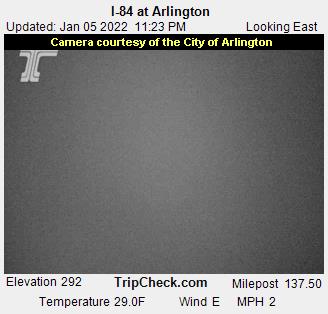 I-84 at Arlington
Updated: Jan 05 2022 11:23 PM Looking East
Camera courtesy of the City of Arlington
Elevation 292 TripCheck.com Milepost 137.50
Temperature 29.0F Wind E MPH 2